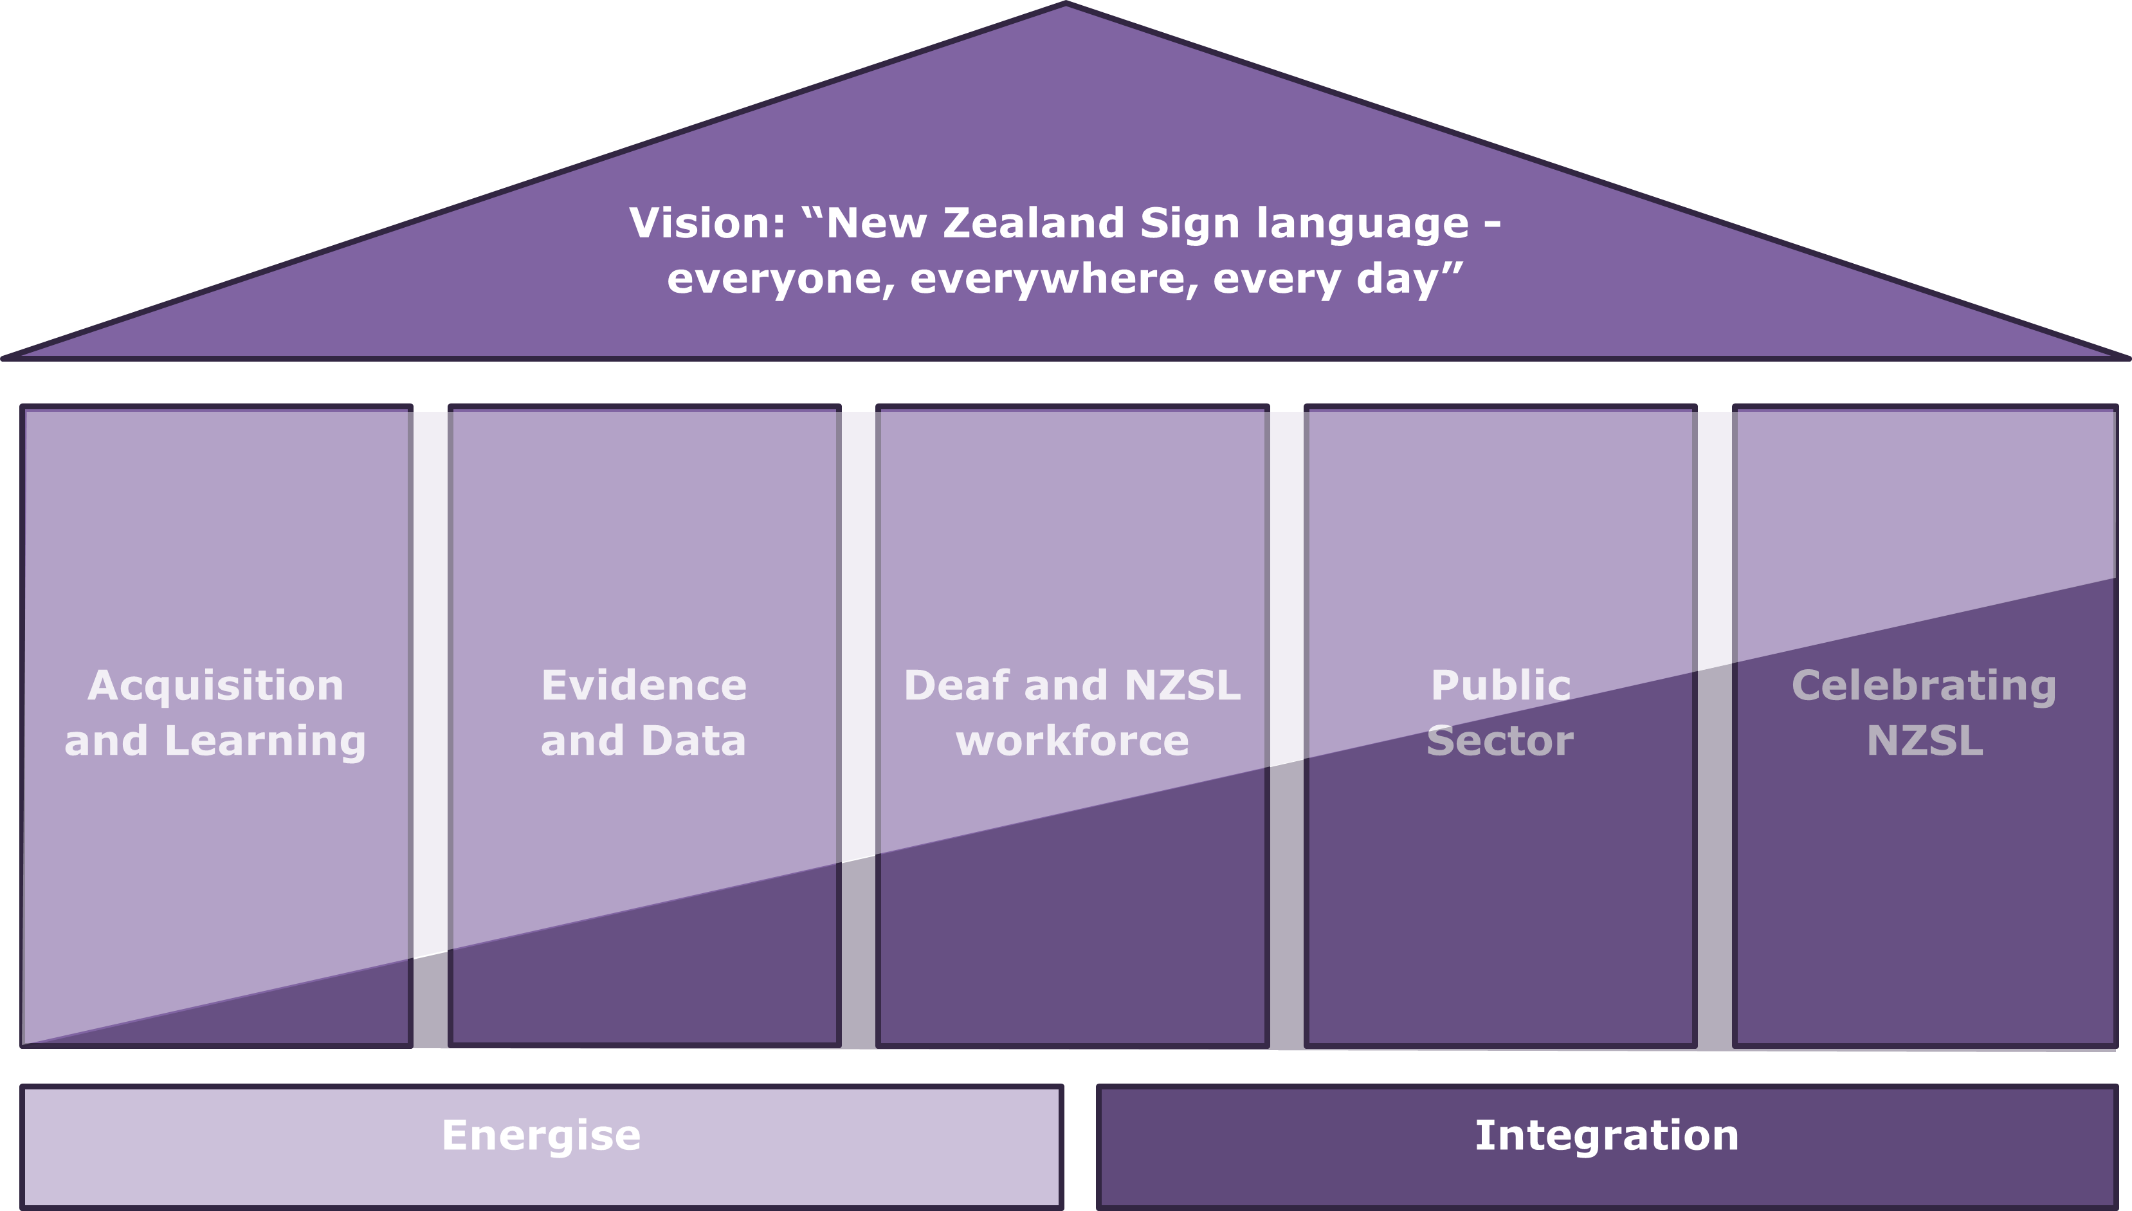 Vision: “New Zealand Sign language -
everyone, everywhere, every day”
Acquisition
and Learning
Evidence
and Data
Deaf and NZSL
workforce
Public
Sector
Celebrating
NZSL
Energise
Integration